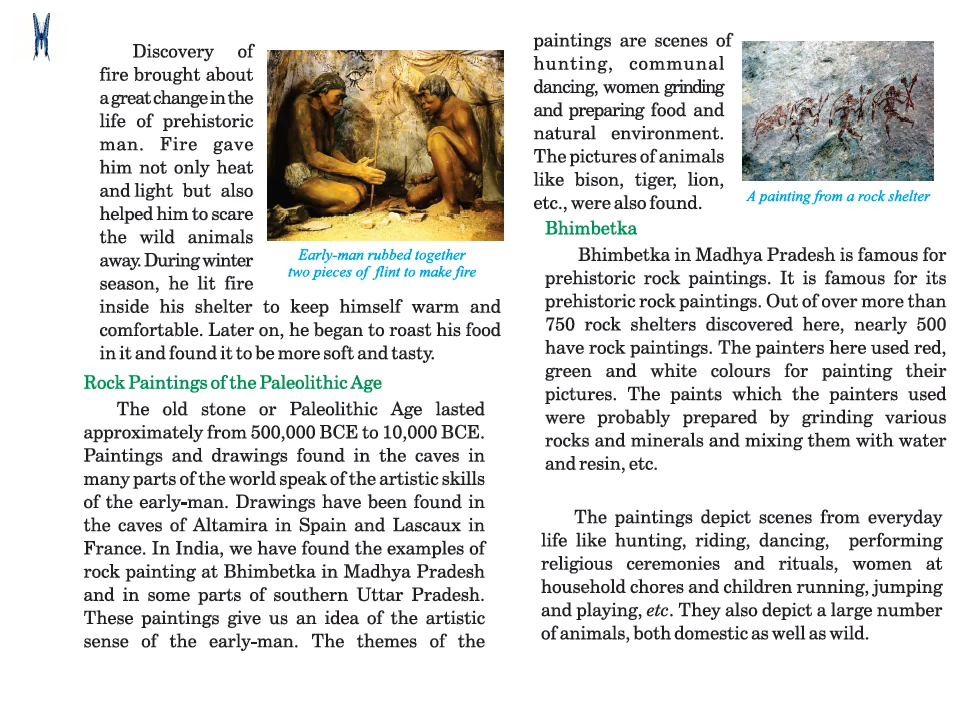 Discovery of
fire brought about
a great change in the
life of prehistoric
man. Fire gave
him not only heat
and light but also
helped him to scare
the wild animals
away. During winter
season, he lit fire
inside his shelter to keep himself warm and
comfortable. Later on, he began to roast his food
in it and found it to be more soft and tasty.
Early-man rubbed together
two pieces of flint to make fire
Rock Paintings of the Paleolithic Age
The old stone or Paleolithic Age lasted
approximately from 500,000 BCE to 10,000 BCE.
Paintings and drawings found in the caves in
many parts of the world speak of the artistic skills
of the early-man. Drawings have been found in
the caves of Altamira in Spain and Lascaux in
France. In India, we have found the examples of
rock painting at Bhimbetka in Madhya Pradesh
and in some parts of southern Uttar Pradesh.
These paintings give us an idea of the artistic
sense of the early-man. The themes of the
paintings are scenes of
hunting, communal
dancing, women grinding
and preparing food and
natural environment.
The pictures of animals
like bison, tiger, lion,
etc., were also found.
A painting from a rock shelter
Bhimbetka
Bhimbetka in Madhya Pradesh is famous for
prehistoric rock paintings. It is famous for its
prehistoric rock paintings. Out of over more than
750 rock shelters discovered here, nearly 500
have rock paintings. The painters here used red,
green and white colours for painting their
pictures. The paints which the painters used
were probably prepared by grinding various
rocks and minerals and mixing them with water
and resin, etc.
The paintings depict scenes from everyday
life like hunting, riding, dancing, performing
religious ceremonies and rituals, women at
household chores and children running, jumping
and playing, etc. They also depict a large number
of animals, both domestic as well as wild.